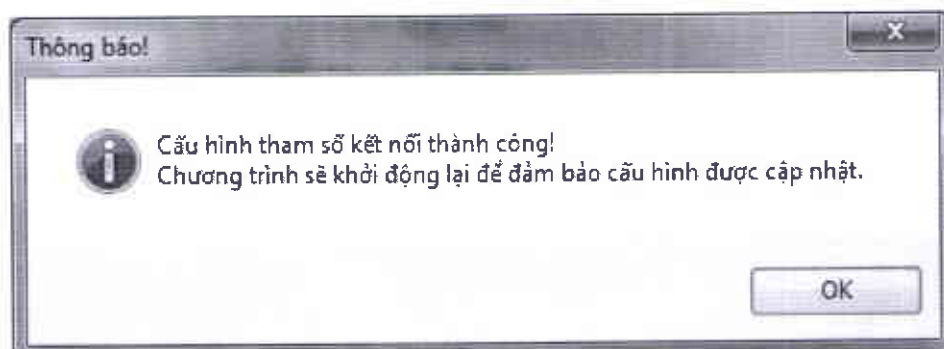 Thông báo!
X
Cấu hình tham số kết nối thành công!
Chương trình sẽ khởi động lại để đảm bảo cấu hình được cập nhật.
OK